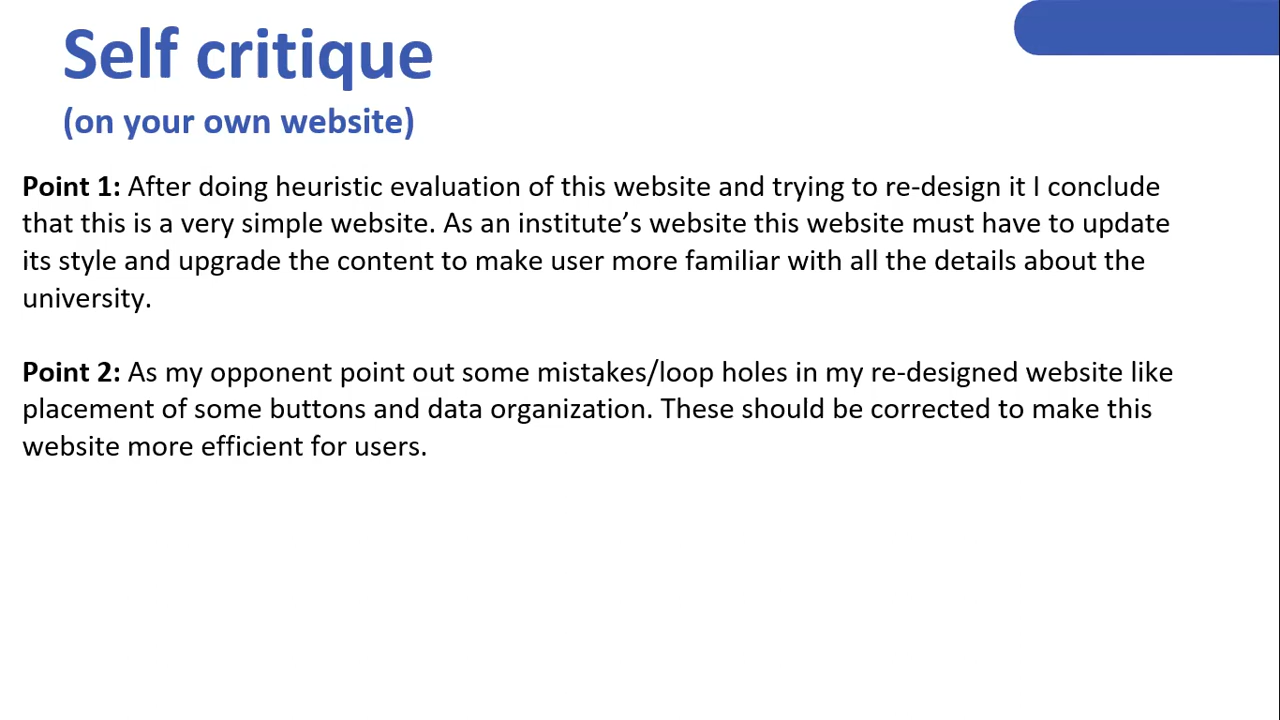 Self critique
(on your own website)
Point 1: After doing heuristic evaluation of this website and trying to re-design it I conclude
that this is a very simple website. As an institute’s website this website must have to update
its style and upgrade the content to make user more familiar with all the details about the
university.
Point 2: As my opponent point out some mistakes/loop holes in my re-designed website like
placement of some buttons and data organization. These should be corrected to make this
website more efficient for users.